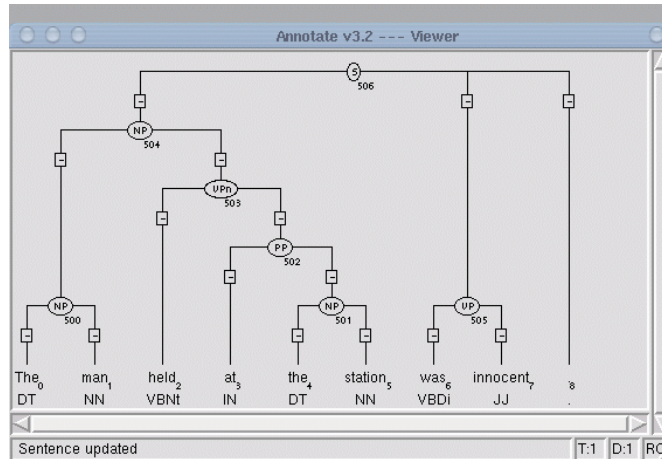 Annotate v3.2 --- Viewer
S
506
NP
504
VPn
503
PP
502
NP
500
NP
501
VP
505
The0 man1 held2 at3 the4 station5 was6 innocent7 .8
DT NN VBNt IN DT NN VBDi JJ .
Sentence updated T:1 D:1